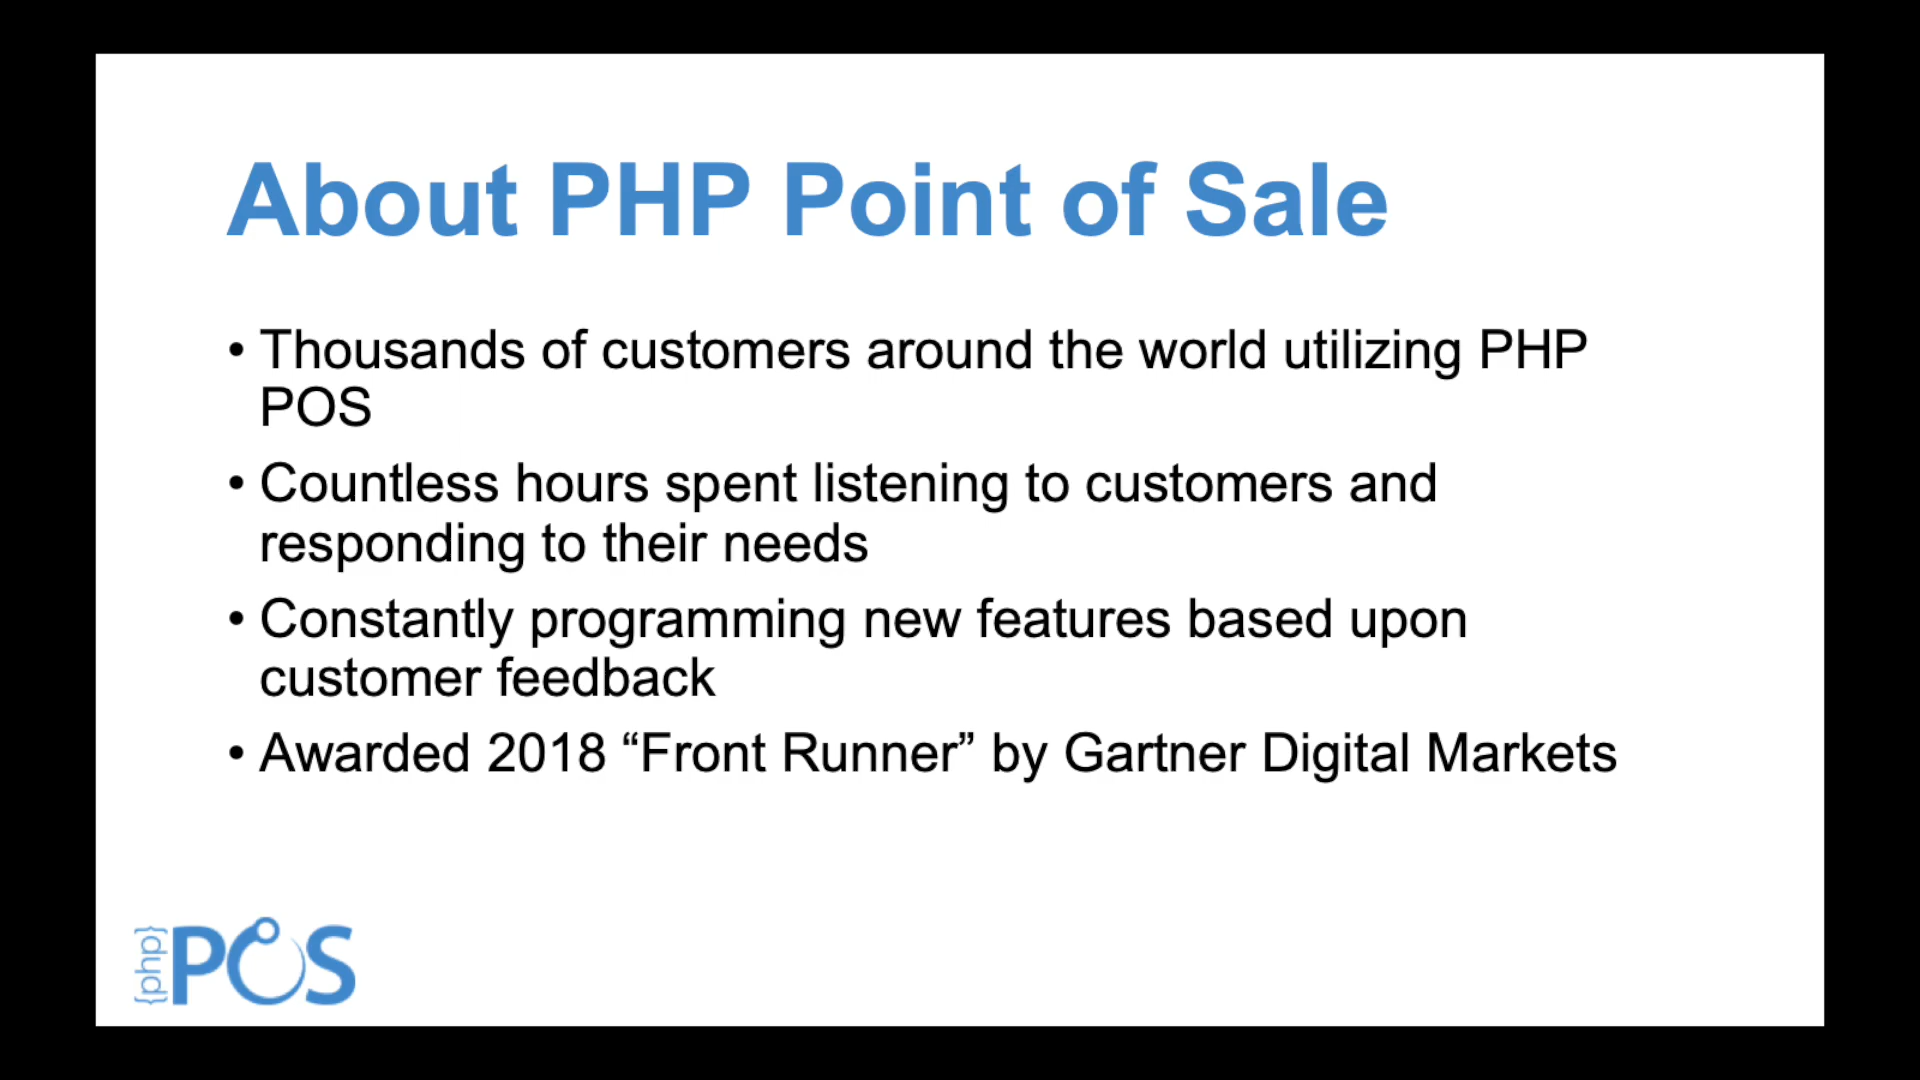 About PHP Point of Sale
• Thousands of customers around the world utilizing PHP
POS
• Countless hours spent listening to customers and
responding to their needs
• Constantly programming new features based upon
customer feedback
• Awarded 2018 “Front Runner” by Gartner Digital Markets
{php} POS